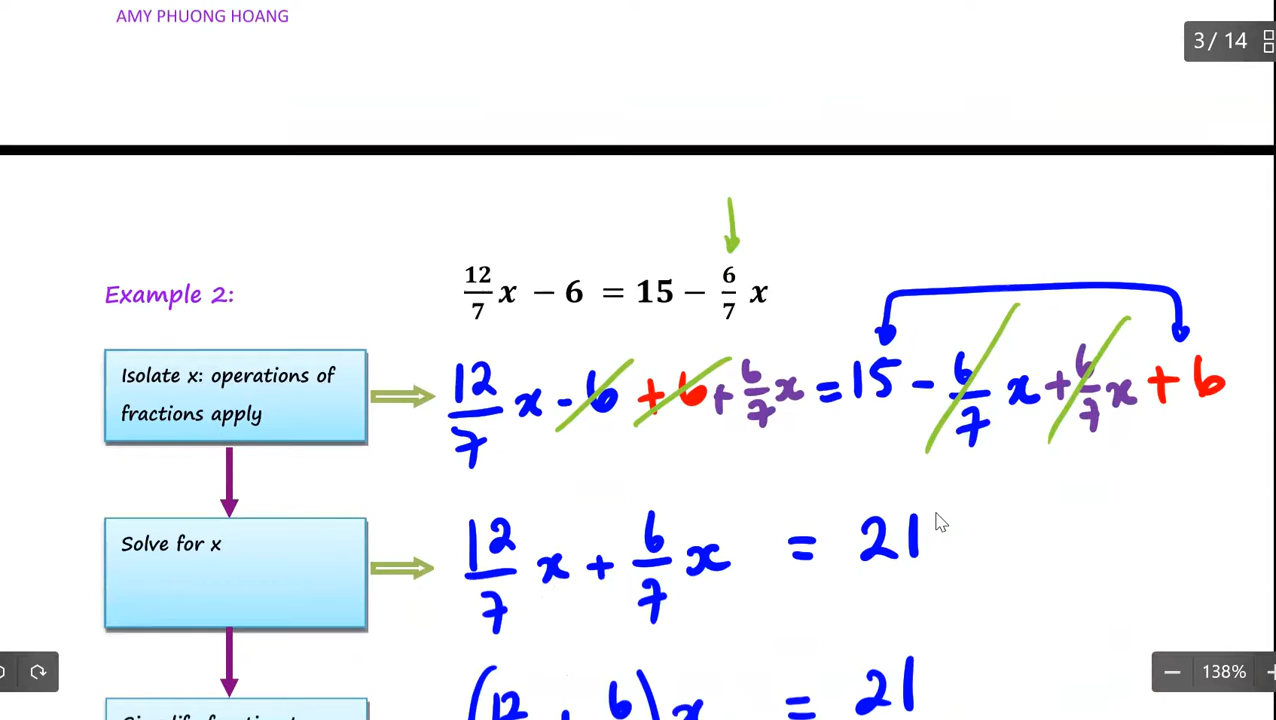 AMY PHUONG HOANG
3 / 14
Example 2:
12/7 x − 6 = 15 − 6/7 x
Isolate x: operations of
fractions apply
12/7 x - 6 + 6 + 6/7 x = 15 - 6/7 x + 6/7 x + 6
Solve for x
12/7 x + 6/7 x = 21
(12 + 6) x = 21
138%